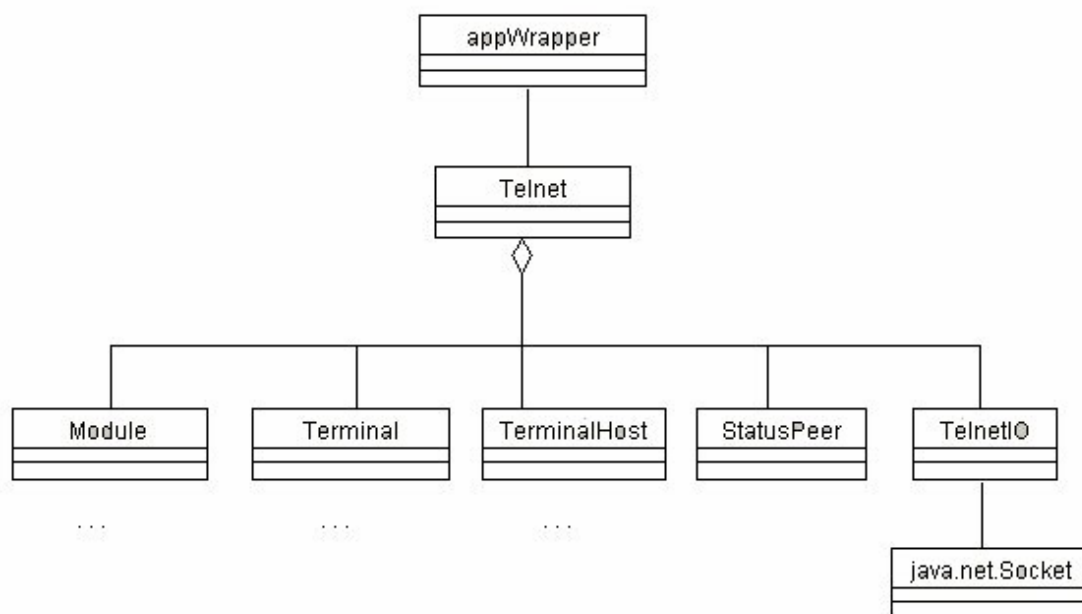 appWrapper
Telnet
Module
Terminal
TerminalHost
StatusPeer
TelnetIO
... ... ...
java.net.Socket